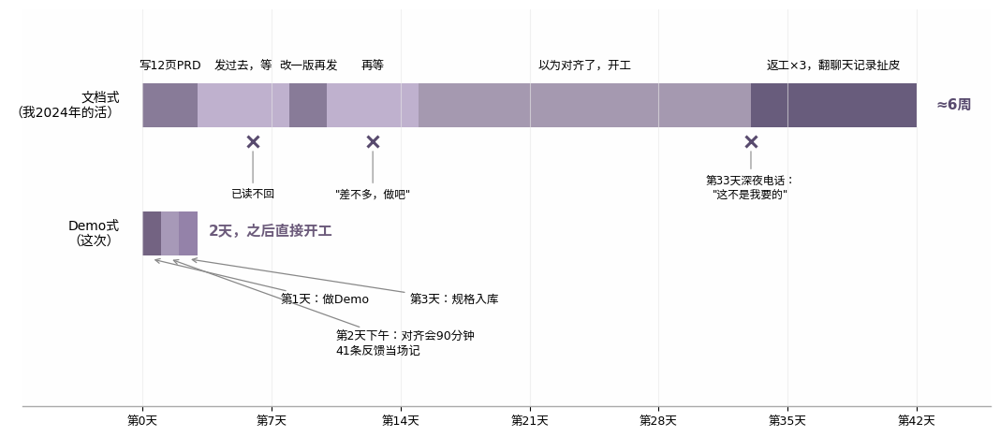 写12页PRD
发过去，等
改一版再发
再等
以为对齐了，开工
返工×3，翻聊天记录扯皮
文档式
（我2024年的活）
≈6周
已读不回
"差不多，做吧"
第33天深夜电话：
"这不是我要的"
Demo式
（这次）
2天，之后直接开工
第1天：做Demo
第3天：规格入库
第2天下午：对齐会90分钟
41条反馈当场记
第0天
第7天
第14天
第21天
第28天
第35天
第42天